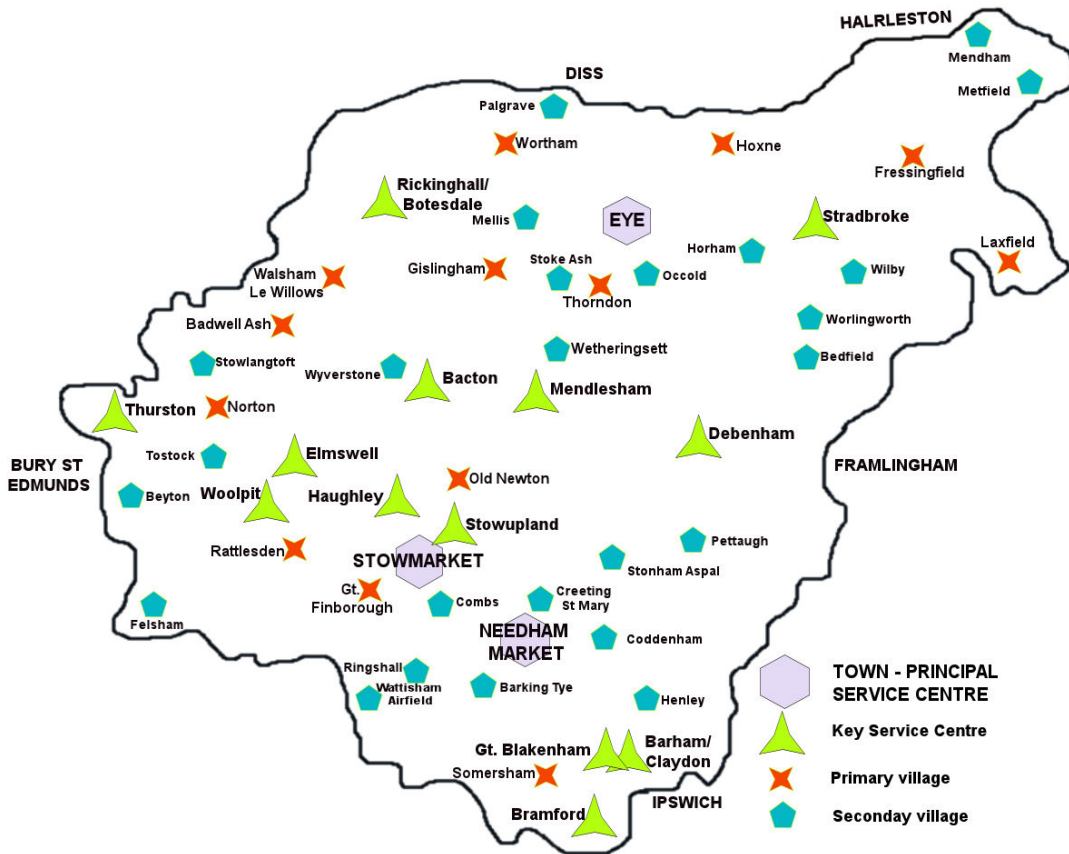 HALRLESTON
Mendham
DISS
Metfield
Palgrave
Wortham
Hoxne
Fressingfield
Rickinghall/
Botesdale
Mellis
EYE
Stradbroke
Horham
Laxfield
Walsham
Le Willows
Gislingham
Stoke Ash
Thorndon
Occold
Wilby
Badwell Ash
Worlingworth
Stowlangtoft
Wyverstone
Wetheringsett
Bedfield
Bacton
Mendlesham
Thurston
Norton
Debenham
BURY ST
EDMUNDS
Tostock
Elmswell
FRAMLINGHAM
Beyton
Woolpit
Haughley
Old Newton
Stowupland
Rattlesden
STOWMARKET
Pettaugh
Stonham Aspal
Gt.
Finborough
Combs
Creeting
St Mary
Felsham
NEEDHAM
MARKET
Coddenham
Ringshall
Wattisham
Airfield
Barking Tye
Henley
TOWN - PRINCIPAL
SERVICE CENTRE
Gt. Blakenham
Barham/
Claydon
Key Service Centre
Somersham
IPSWICH
Primary village
Bramford
Seconday village